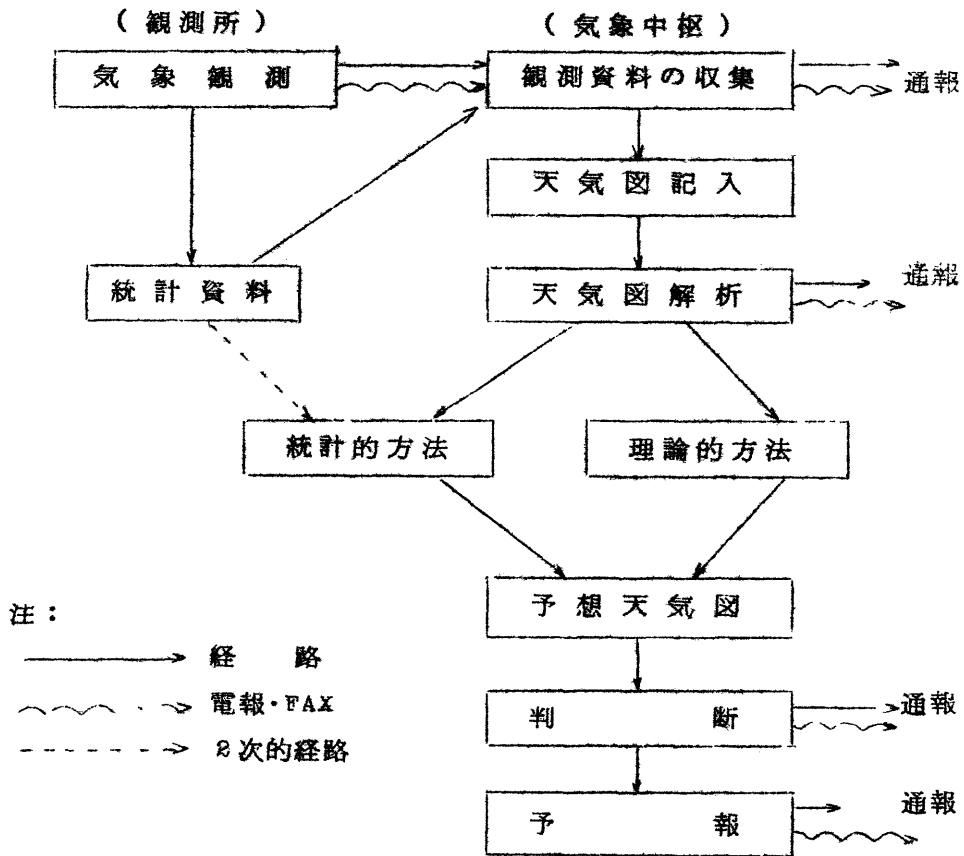 (観測所)
(気象中枢)
気象観測
観測資料の収集
通報
天気図記入
統計資料
天気図解析
通報
統計的方法
理論的方法
予想天気図
注:
経路
電報・FAX
2次的経路
判断
通報
予報
通報